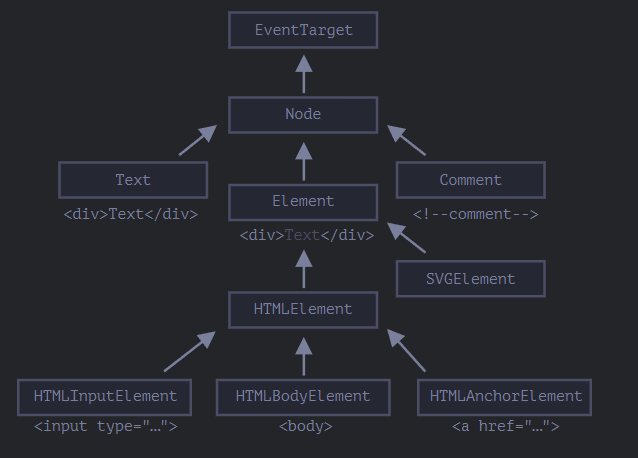 EventTarget
Node
Text
<div>Text</div>
Element
<div>Text</div>
Comment
<!--comment-->
SVGElement
HTMLElement
HTMLInputElement
<input type="...">
HTMLBodyElement
<body>
HTMLAnchorElement
<a href="...">